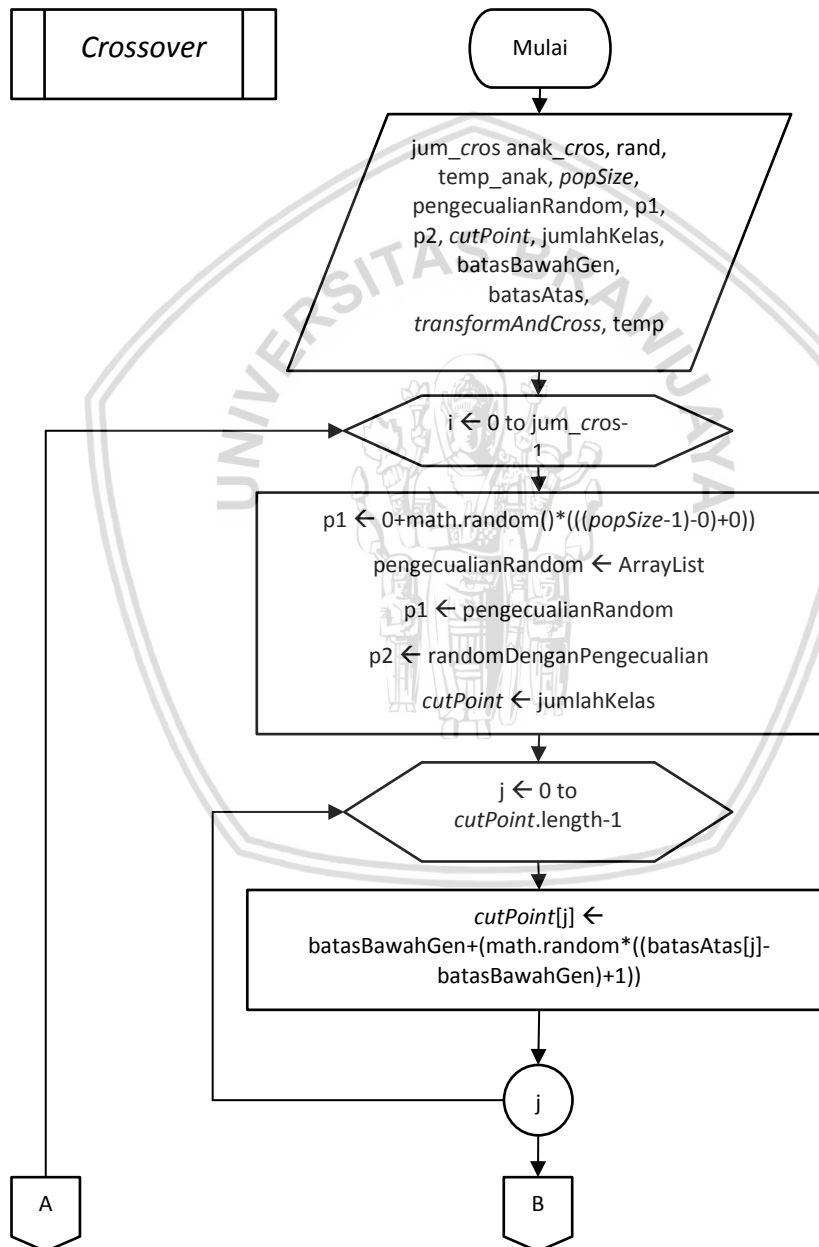 Crossover
Mulai
jum_cros anak_cros, rand,
temp_anak, popSize,
pengecualianRandom, p1,
p2, cutPoint, jumlahKelas,
batasBawahGen,
batasAtas,
transformAndCross, temp
UNIVERSITAS BRAWIJAYA
i ← 0 to jum_cros-
1
p1 ← 0+math.random()*(((popSize-1)-0)+0))
pengecualianRandom ← ArrayList
p1 ← pengecualianRandom
p2 ← randomDenganPengecualian
cutPoint ← jumlahKelas
j ← 0 to
cutPoint.length-1
cutPoint[j] ←
batasBawahGen+(math.random*((batasAtas[j]-
batasBawahGen)+1))
j
A
B